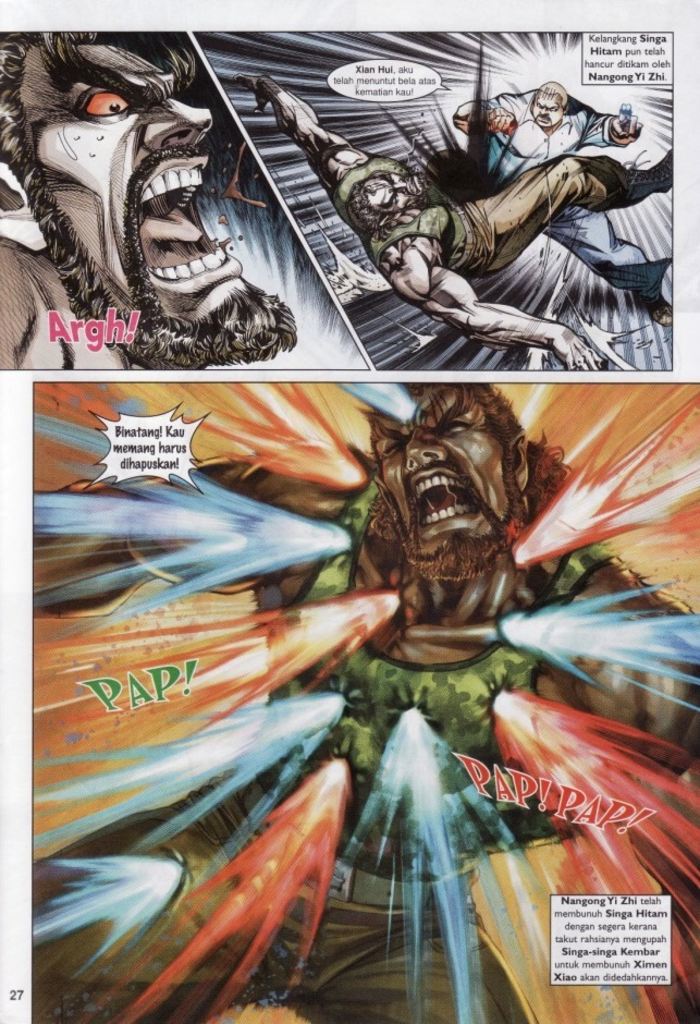 Argh!
Xian Hui, aku
telah menuntut bela atas
kematian kau!
Kelangkang Singa
Hitam pun telah
hancur ditikam oleh
Nangong Yi Zhi.
Binatang! Kau
memang harus
dihapuskan!
PAP!
PAP! PAP!
Nangong Yi Zhi telah
membunuh Singa Hitam
dengan segera kerana
takut rahsianya mengupah
Singa-singa Kembar
untuk membunuh Ximen
Xiao akan didedahkannya.
27